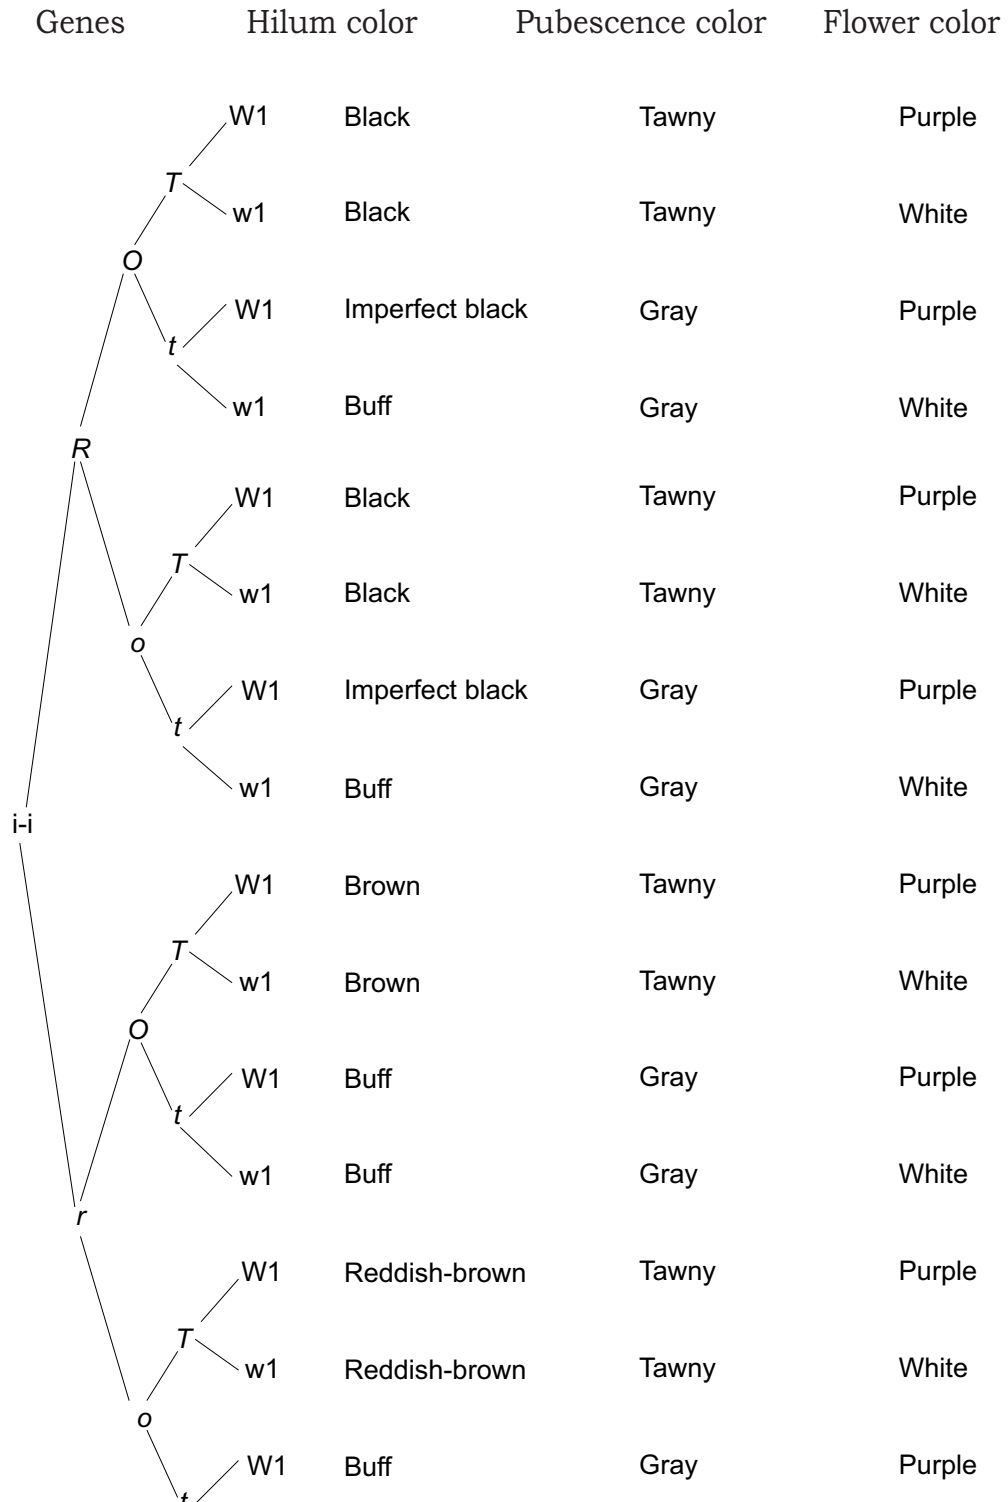 Genes Hilum color Pubescence color Flower color
W1 Black Tawny Purple
T
w1 Black Tawny White
O
W1 Imperfect black Gray Purple
t
w1 Buff Gray White
R
W1 Black Tawny Purple
T
w1 Black Tawny White
o
W1 Imperfect black Gray Purple
t
w1 Buff Gray White
i-i
W1 Brown Tawny Purple
T
w1 Brown Tawny White
O
W1 Buff Gray Purple
t
w1 Buff Gray White
r
W1 Reddish-brown Tawny Purple
T
w1 Reddish-brown Tawny White
o
W1 Buff Gray Purple
t